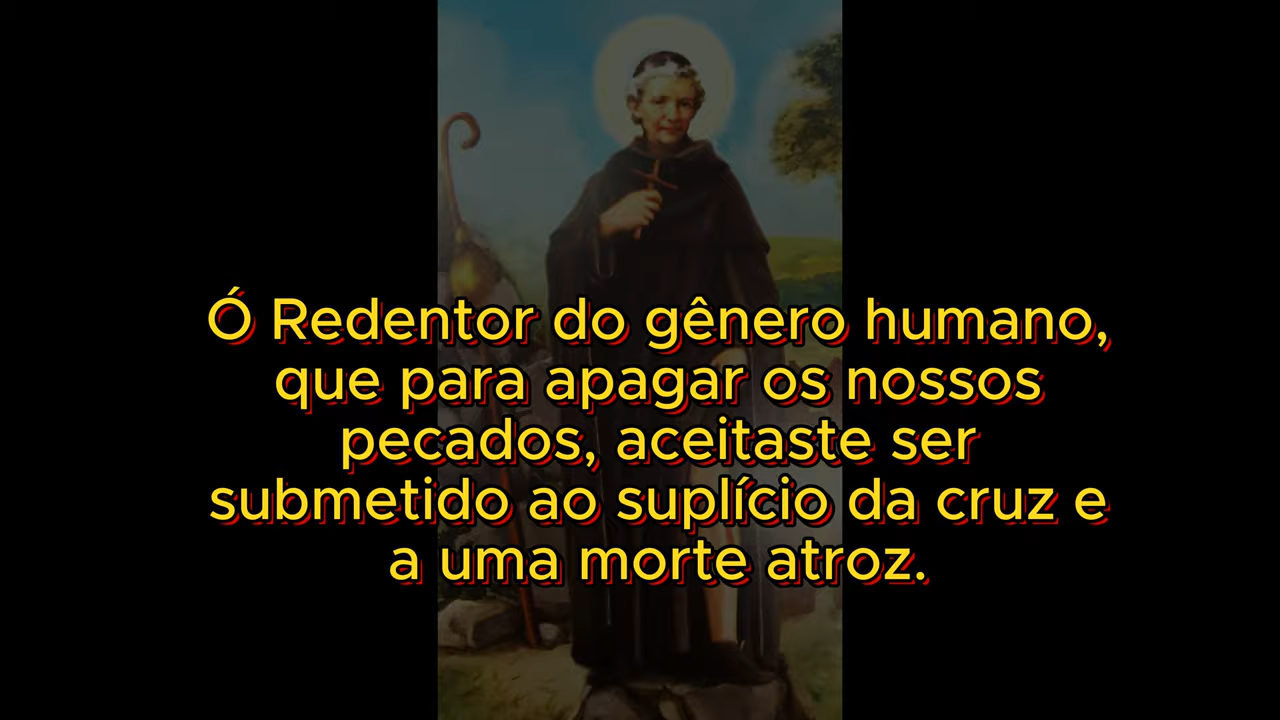 Ó Redentor do gênero humano,
que para apagar os nossos
pecados, aceitaste ser
submetido ao suplício da cruz e
a uma morte atroz.